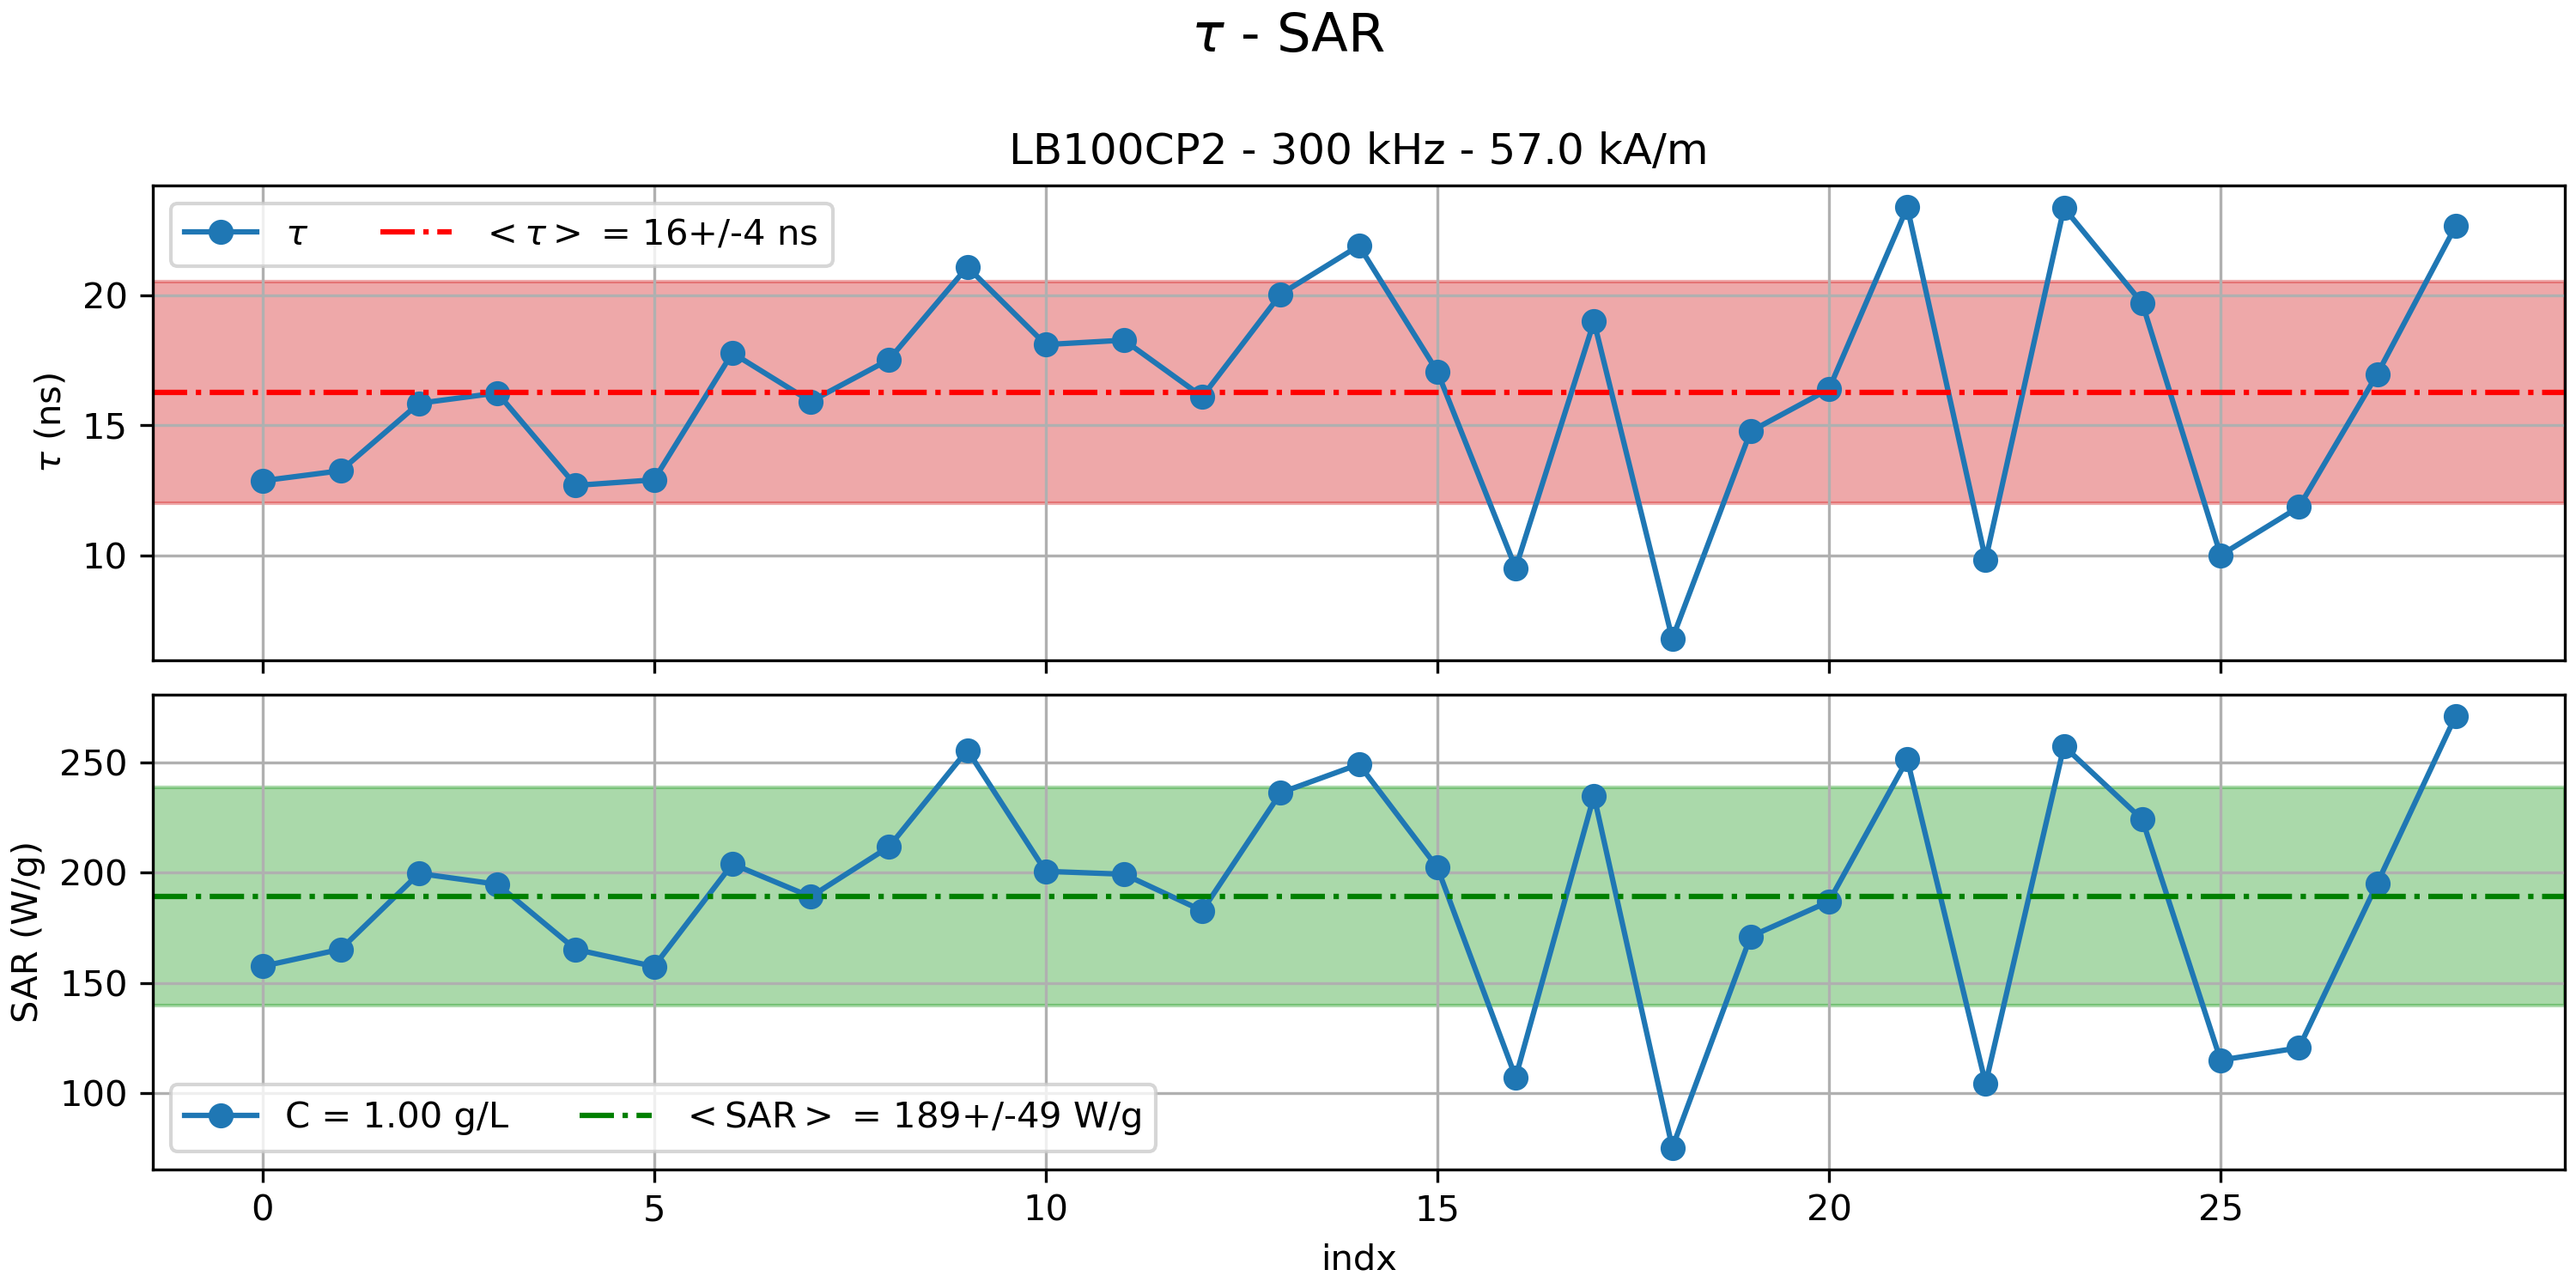 τ - SAR
LB100CP2 - 300 kHz - 57.0 kA/m
τ <τ> = 16+/-4 ns
τ (ns)
20
15
10
SAR (W/g)
250
200
150
100
C = 1.00 g/L <SAR> = 189+/-49 W/g
0 5 10 15 20 25
indx